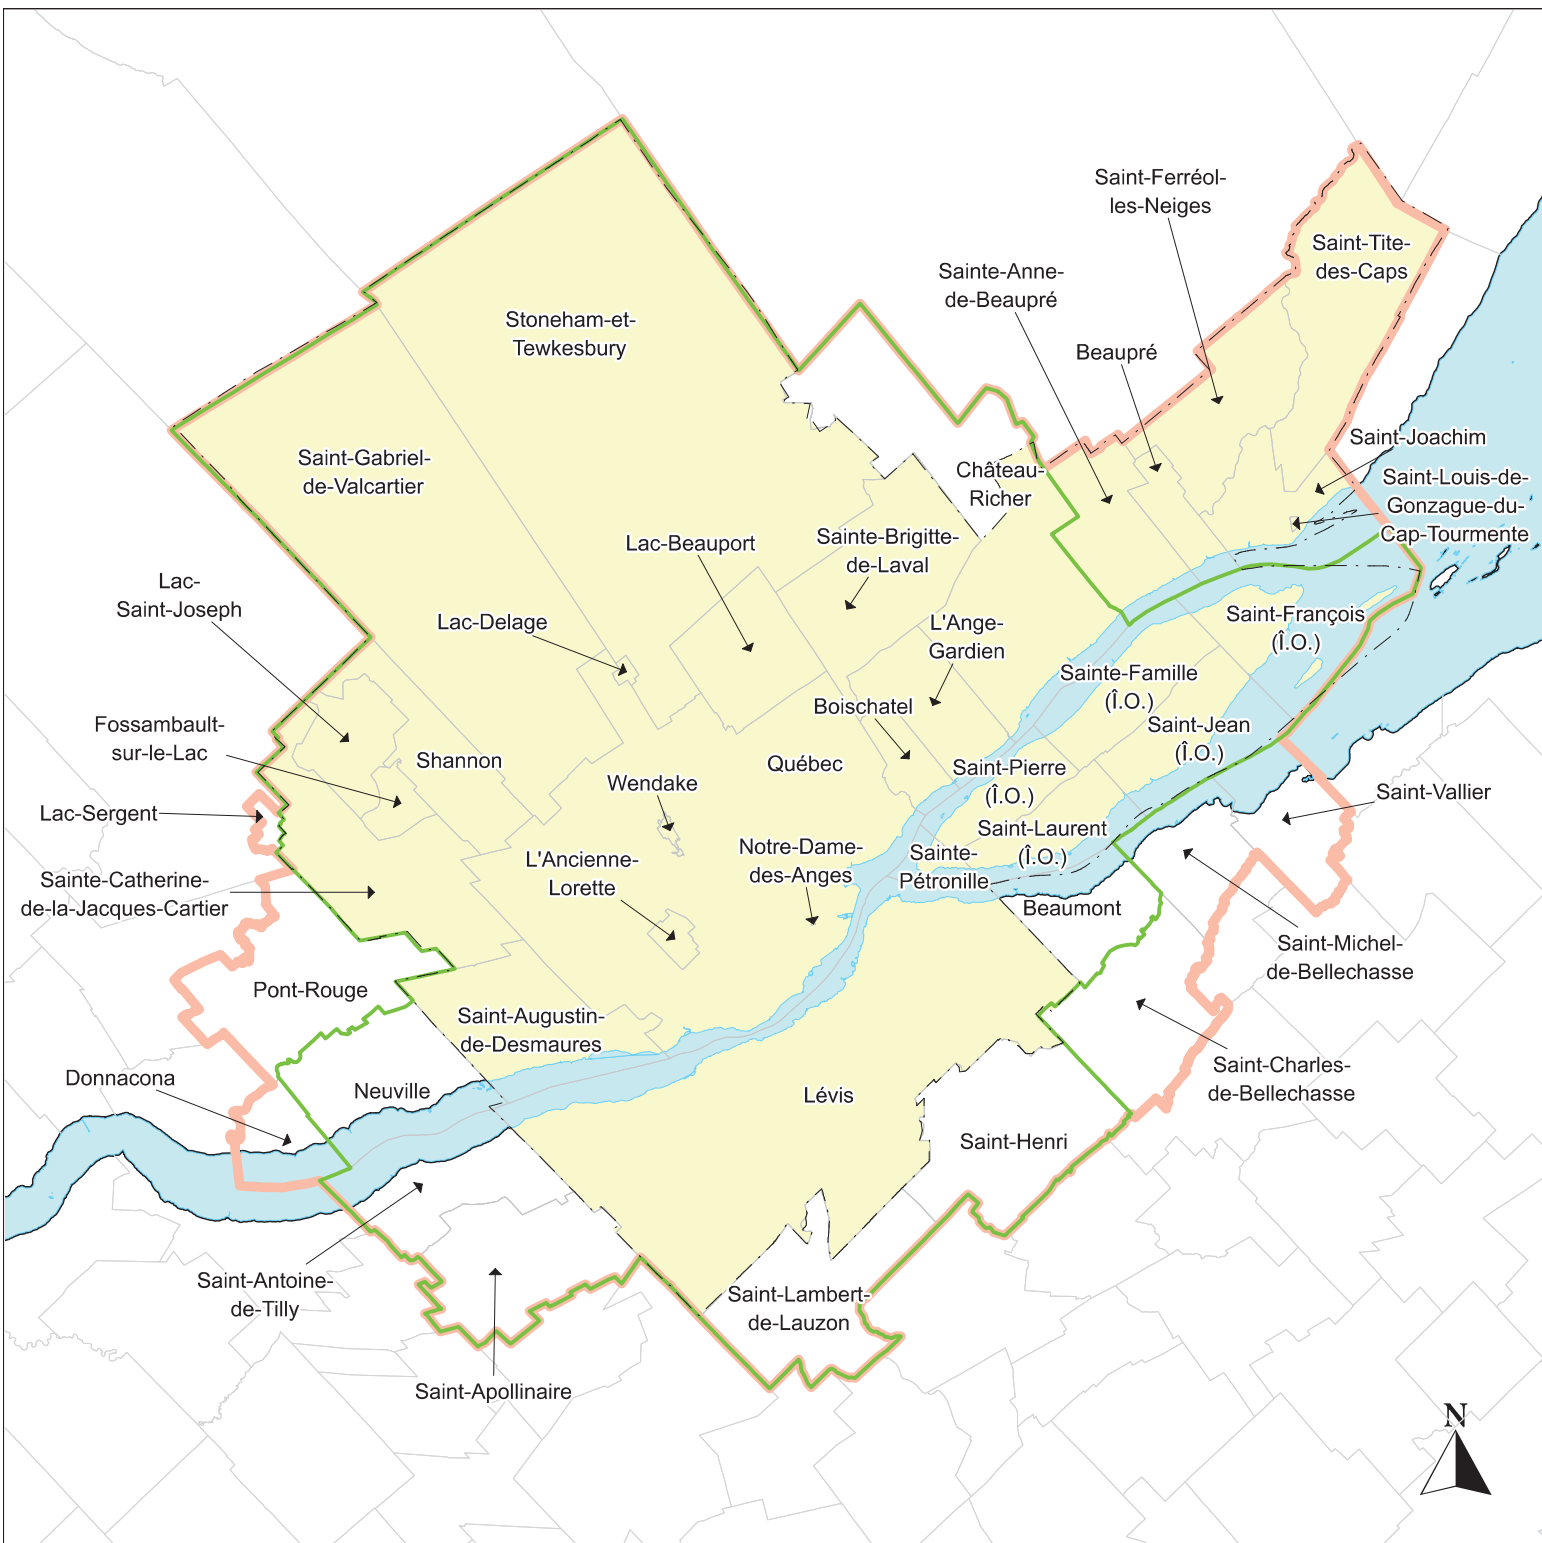 Saint-Ferréol-
les-Neiges
Saint-Tite-
des-Caps
Sainte-Anne-
de-Beaupré
Stoneham-et-
Tewkesbury
Beaupré
Saint-Joachim
Saint-Gabriel-
de-Valcartier
Château-
Richer
Saint-Louis-de-
Gonzague-du-
Cap-Tourmente
Lac-Beauport
Sainte-Brigitte-
de-Laval
Lac-
Saint-Joseph
Lac-Delage
L'Ange-
Gardien
Saint-François
(Î.O.)
Sainte-Famille
(Î.O.)
Boischatel
Saint-Jean
(Î.O.)
Fossambault-
sur-le-Lac
Shannon
Québec
Wendake
Saint-Pierre
(Î.O.)
Saint-Vallier
Lac-Sergent
Saint-Laurent
(Î.O.)
Notre-Dame-
des-Anges
Sainte-
Pétronille
L'Ancienne-
Lorette
Sainte-Catherine-
de-la-Jacques-Cartier
Beaumont
Saint-Michel-
de-Bellechasse
Pont-Rouge
Saint-Augustin-
de-Desmaures
Saint-Charles-
de-Bellechasse
Donnacona
Neuville
Lévis
Saint-Henri
Saint-Antoine-
de-Tilly
Saint-Lambert-
de-Lauzon
Saint-Apollinaire
N